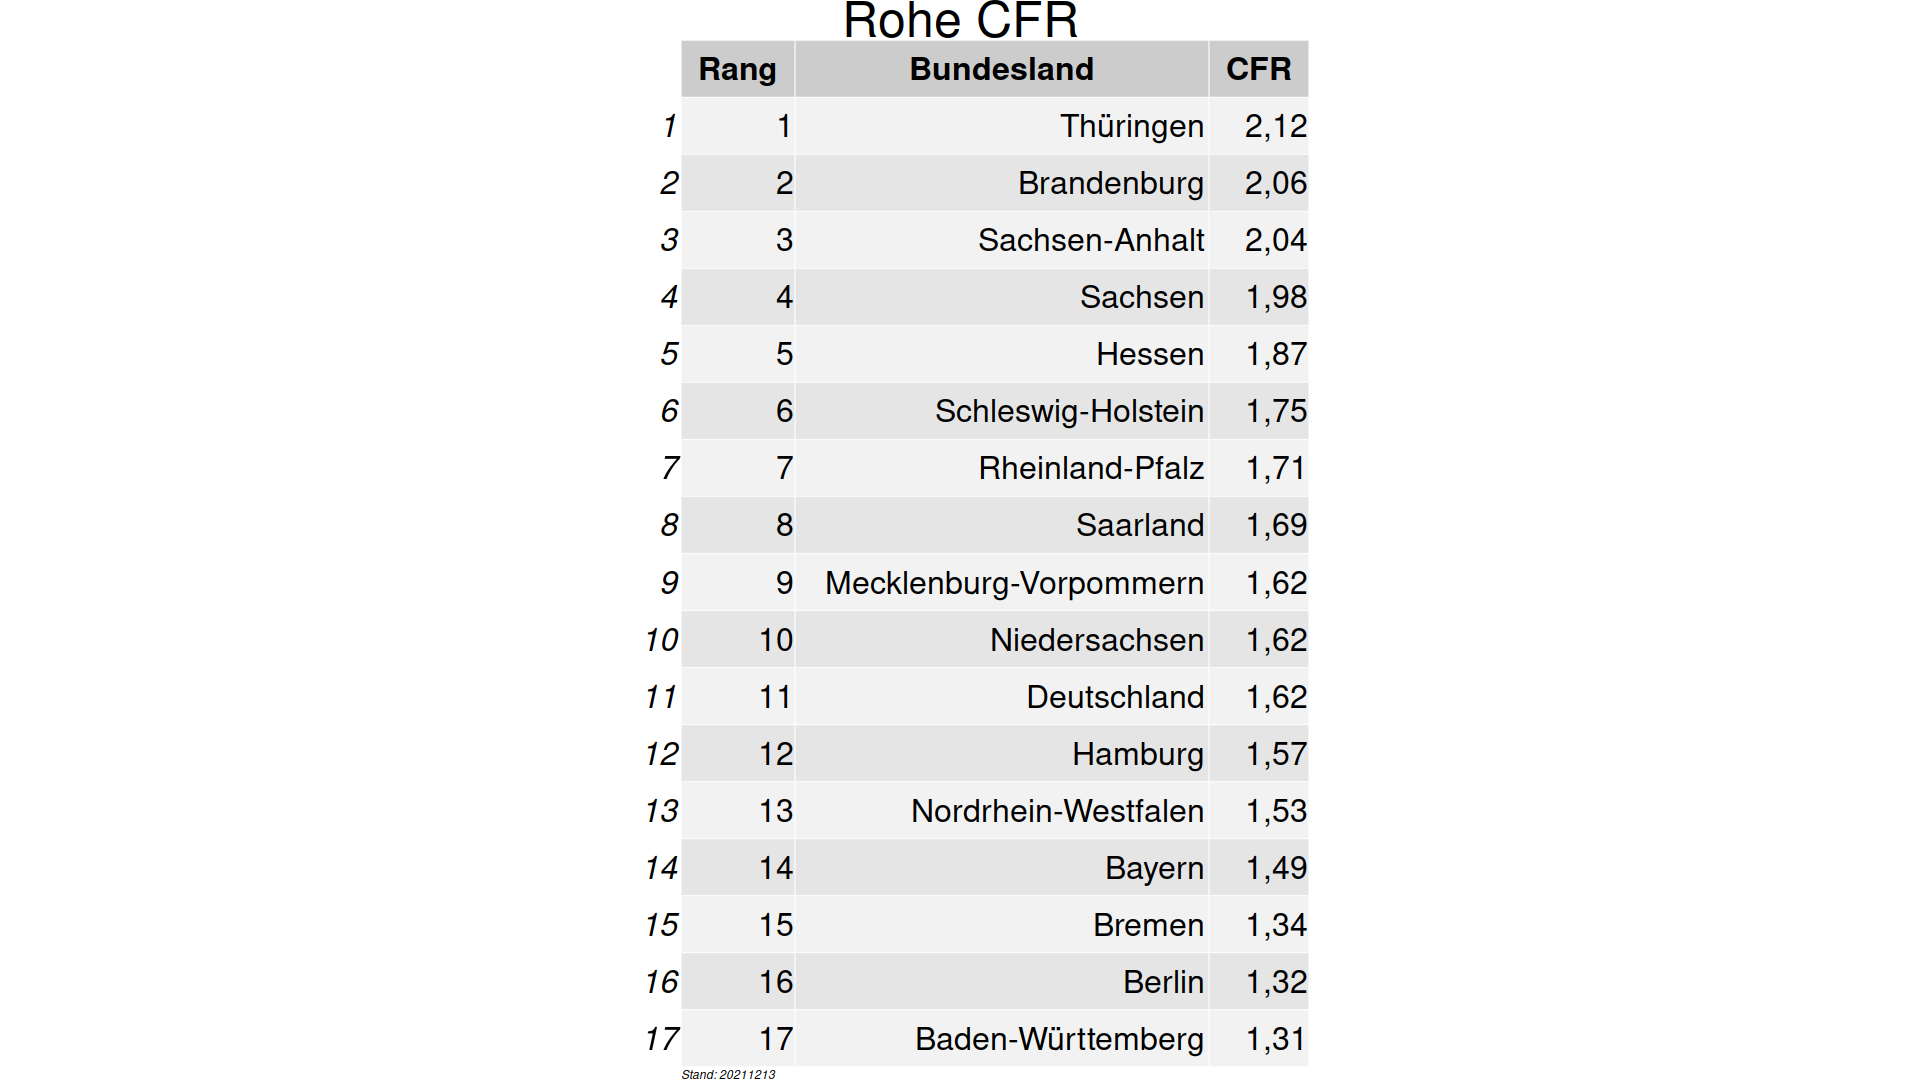 Rohe CFR
Rang Bundesland CFR
1 1 Thüringen 2,12
2 2 Brandenburg 2,06
3 3 Sachsen-Anhalt 2,04
4 4 Sachsen 1,98
5 5 Hessen 1,87
6 6 Schleswig-Holstein 1,75
7 7 Rheinland-Pfalz 1,71
8 8 Saarland 1,69
9 9 Mecklenburg-Vorpommern 1,62
10 10 Niedersachsen 1,62
11 11 Deutschland 1,62
12 12 Hamburg 1,57
13 13 Nordrhein-Westfalen 1,53
14 14 Bayern 1,49
15 15 Bremen 1,34
16 16 Berlin 1,32
17 17 Baden-Württemberg 1,31
Stand: 20211213